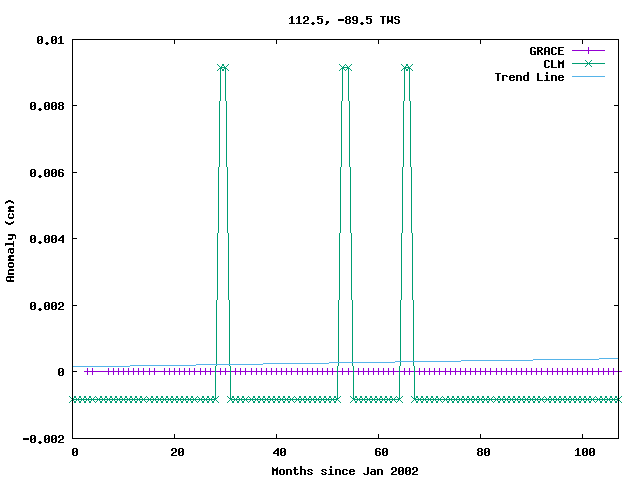 112.5, -89.5 TWS
GRACE
CLM
Trend Line
0.01
0.008
0.006
0.004
0.002
0
-0.002
Anomaly (cm)
0 20 40 60 80 100
Months since Jan 2002